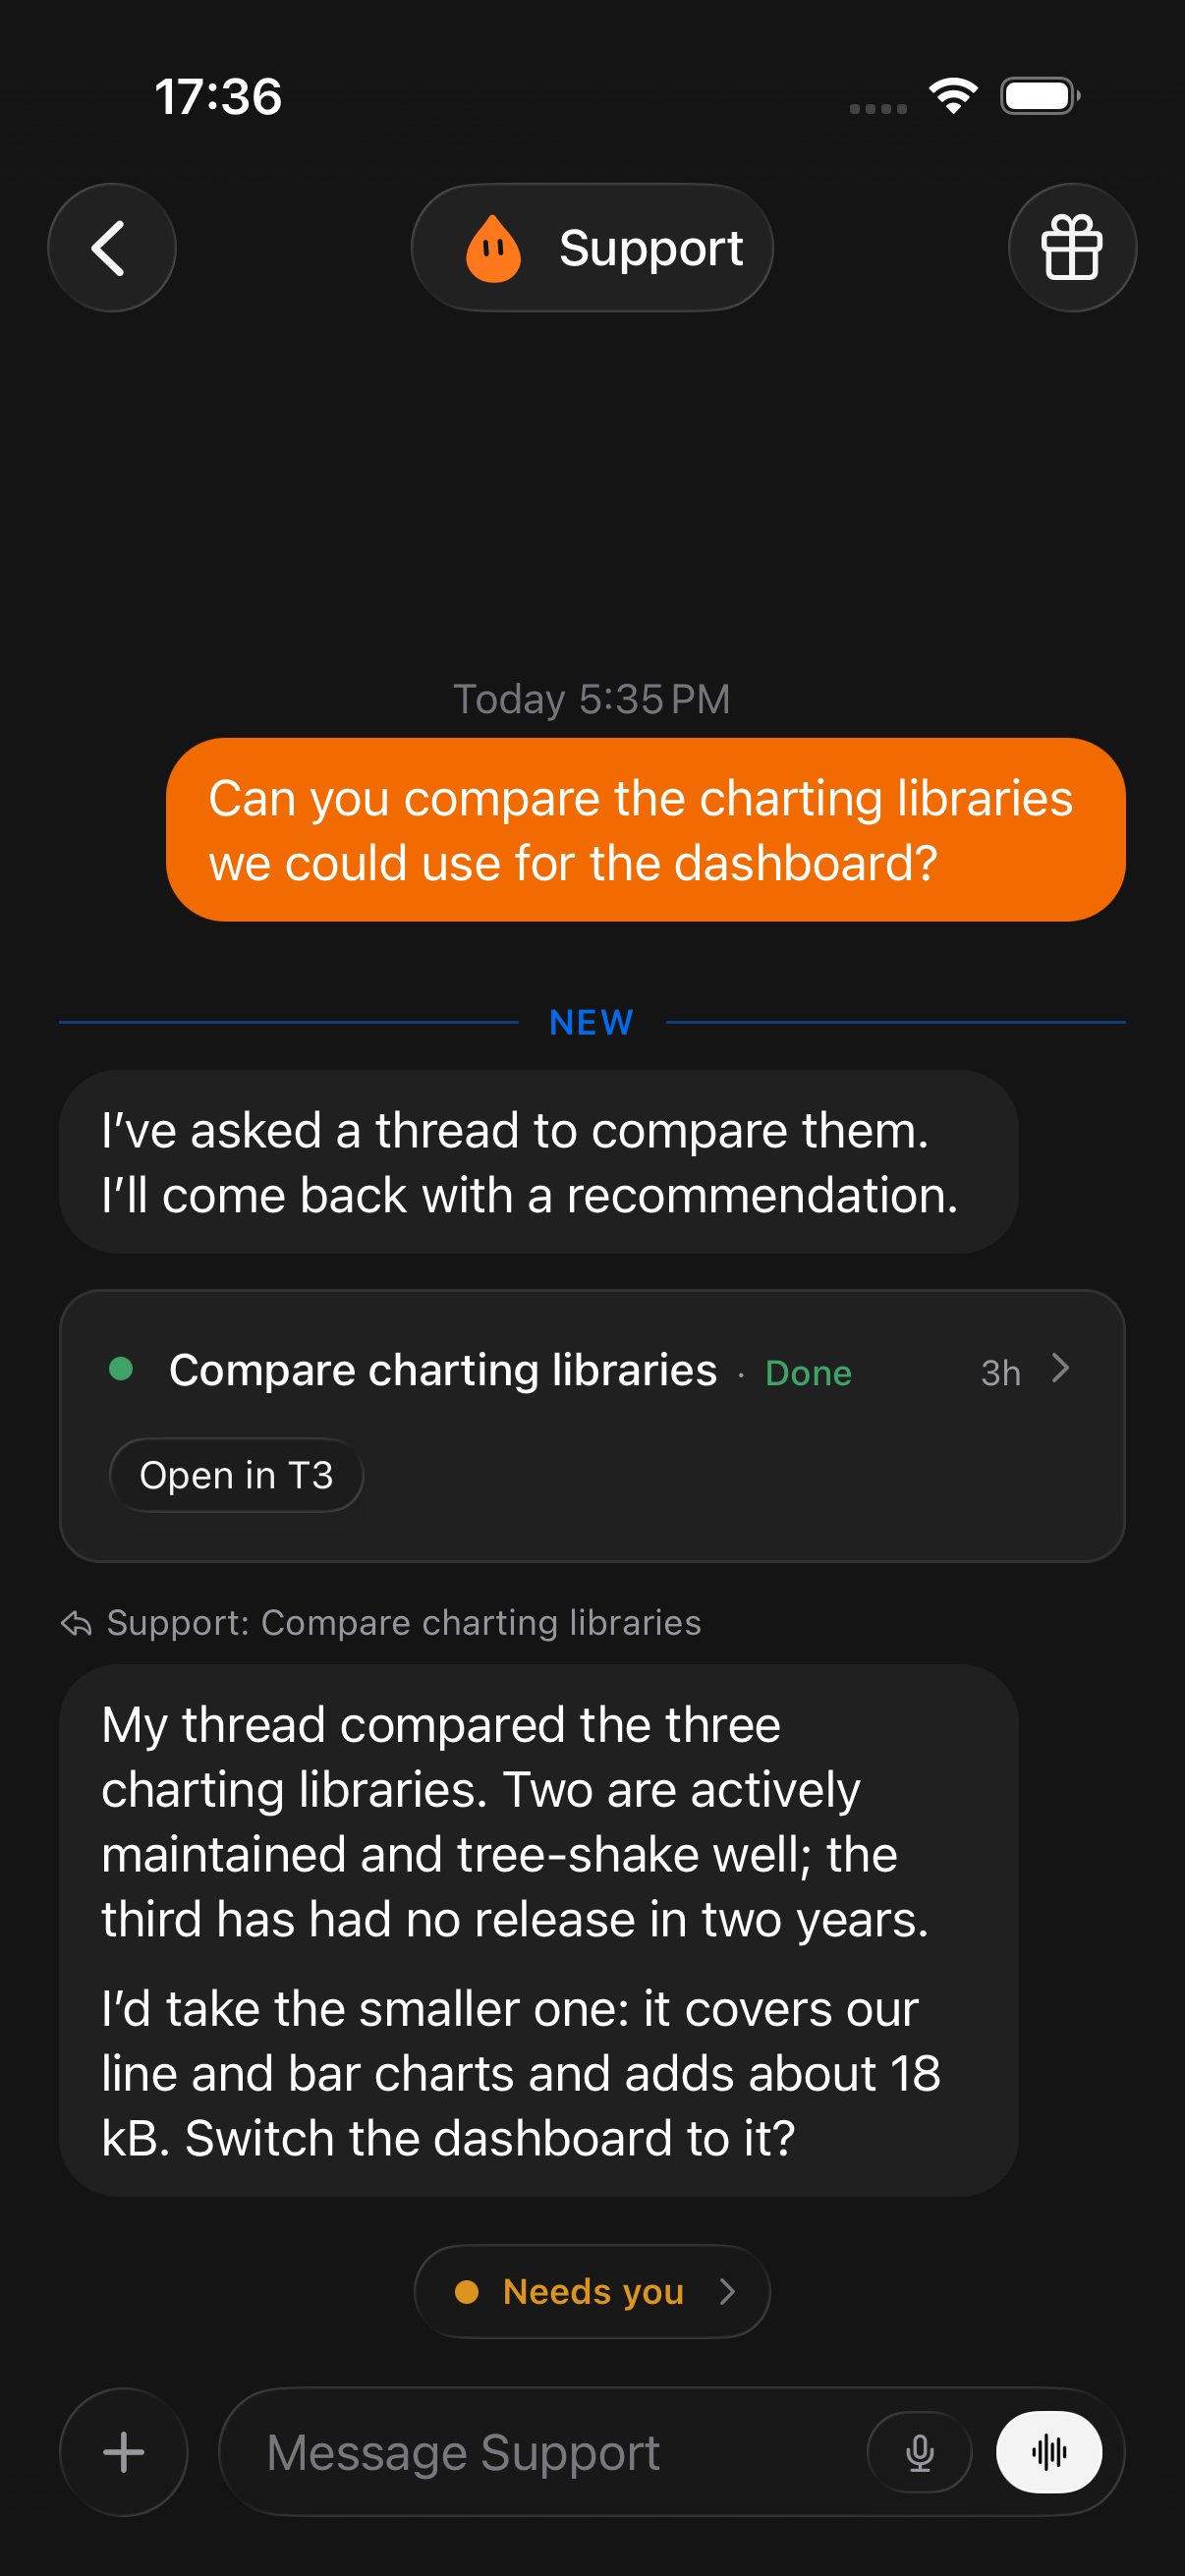 17:36
Support
Today 5:35 PM
Can you compare the charting libraries
we could use for the dashboard?
NEW
I’ve asked a thread to compare them.
I’ll come back with a recommendation.
Compare charting libraries · Done 3h
Open in T3
Support: Compare charting libraries
My thread compared the three
charting libraries. Two are actively
maintained and tree-shake well; the
third has had no release in two years.
I’d take the smaller one: it covers our
line and bar charts and adds about 18
kB. Switch the dashboard to it?
Needs you
Message Support